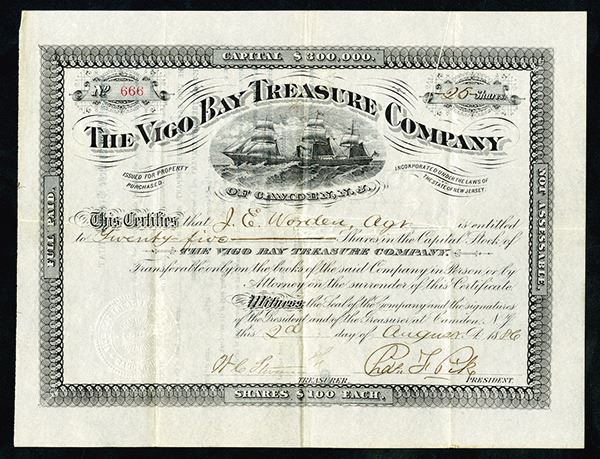 CAPITAL $300,000.
No 666
25 Shares
THE VIGO BAY TREASURE COMPANY
ISSUED FOR PROPERTY PURCHASED.
INCORPORATED UNDER THE LAWS OF THE STATE OF NEW JERSEY.
OF CAMDEN, N.J.
FULL PAID.
NOT ASSESSABLE.
This Certifies that J. E. Worden, Agt is entitled
to Twenty five Shares in the Capital Stock of
THE VIGO BAY TREASURE COMPANY.
Transferable only on the books of the said Company in Person or by
Attorney on the surrender of this Certificate.
Witness, the Seal of the Company and the signatures
of the President and of the Treasurer, at Camden, N.J.
this 2d day of August A.D. 1886
TREASURER PRESIDENT.
SHARES $100 EACH.